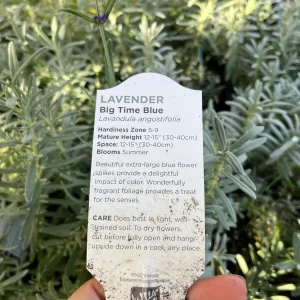 LAVENDER
Big Time Blue
Lavandula angustifolia
Hardiness Zone 5-9
Mature Height 12-15" (30-40cm)
Space: 12-15" (30-40cm)
Blooms Summer
Beautiful extra-large blue flower
spikes provide a delightful
impact of color. Wonderfully
fragrant foliage provides a treat
for the senses.
CARE Does best in light, well-
drained soil. To dry flowers,
cut before fully open and hang
upside down in a cool, airy place.